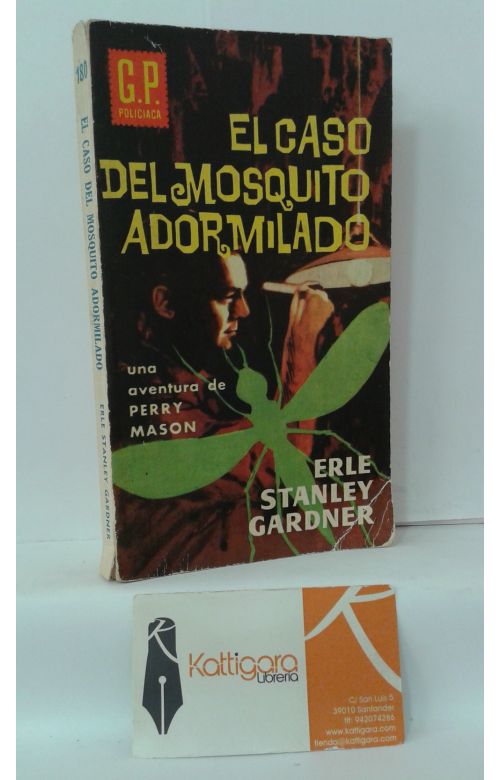 180
EL CASO DEL MOSQUITO ADORMILADO
ERLE STANLEY GARDNER
G.P.
POLICIACA
EL CASO
DEL MOSQUITO
ADORMILADO
una
aventura de
PERRY
MASON
ERLE
STANLEY
GARDNER
K
Kattigara
Librería
C/ San Luis 5
39010 Santander
tlf: 942074286
www.kattigara.com
tienda@kattigara.com